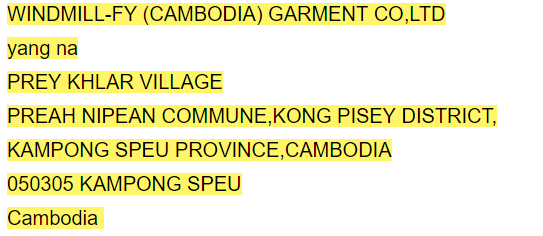 WINDMILL-FY (CAMBODIA) GARMENT CO,LTD
yang na
PREY KHLAR VILLAGE
PREAH NIPEAN COMMUNE,KONG PISEY DISTRICT,
KAMPONG SPEU PROVINCE,CAMBODIA
050305 KAMPONG SPEU
Cambodia